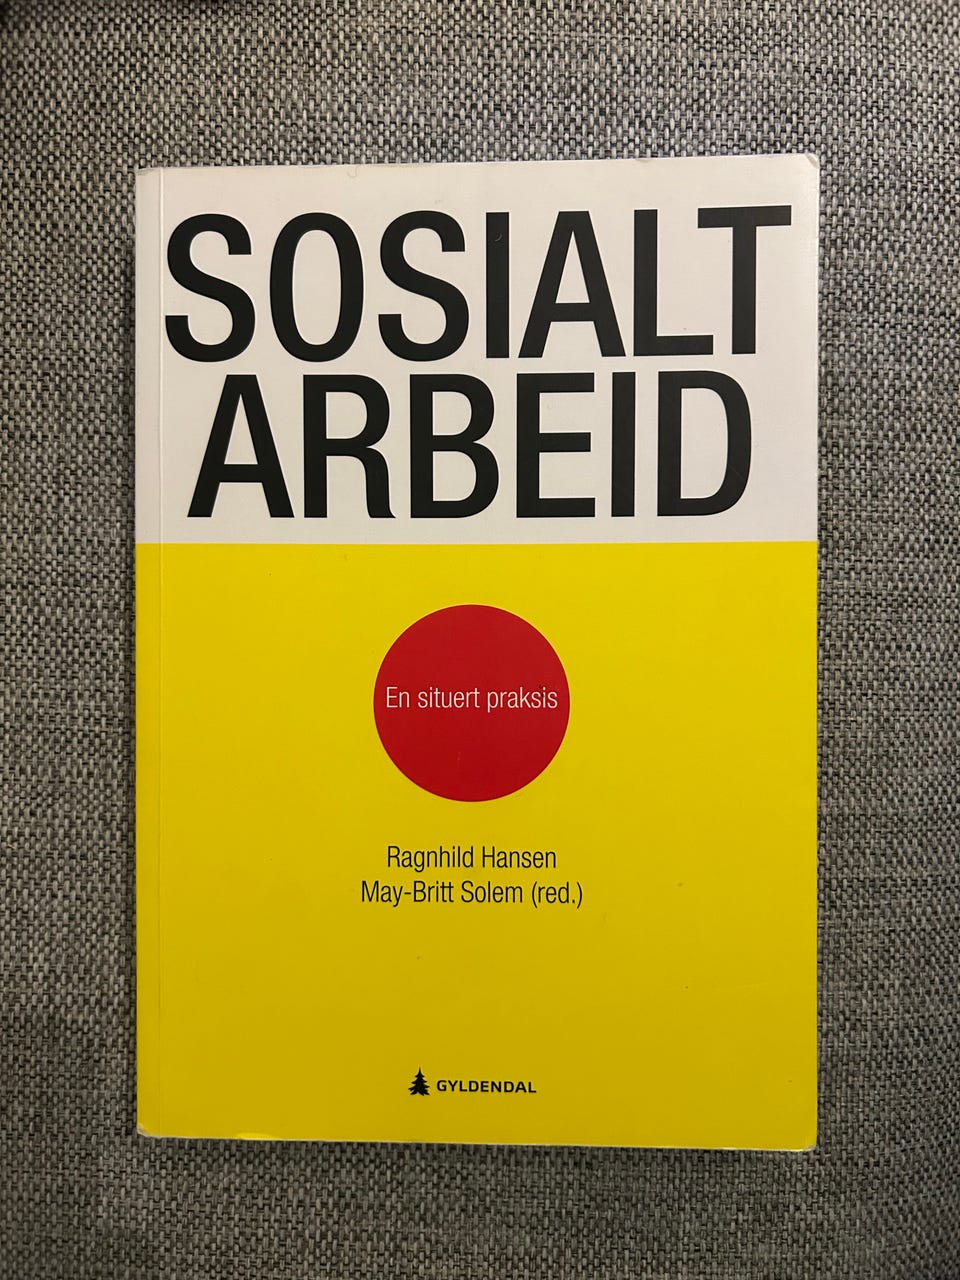 SOSIALT
ARBEID
En situert praksis
Ragnhild Hansen
May-Britt Solem (red.)
GYLDENDAL